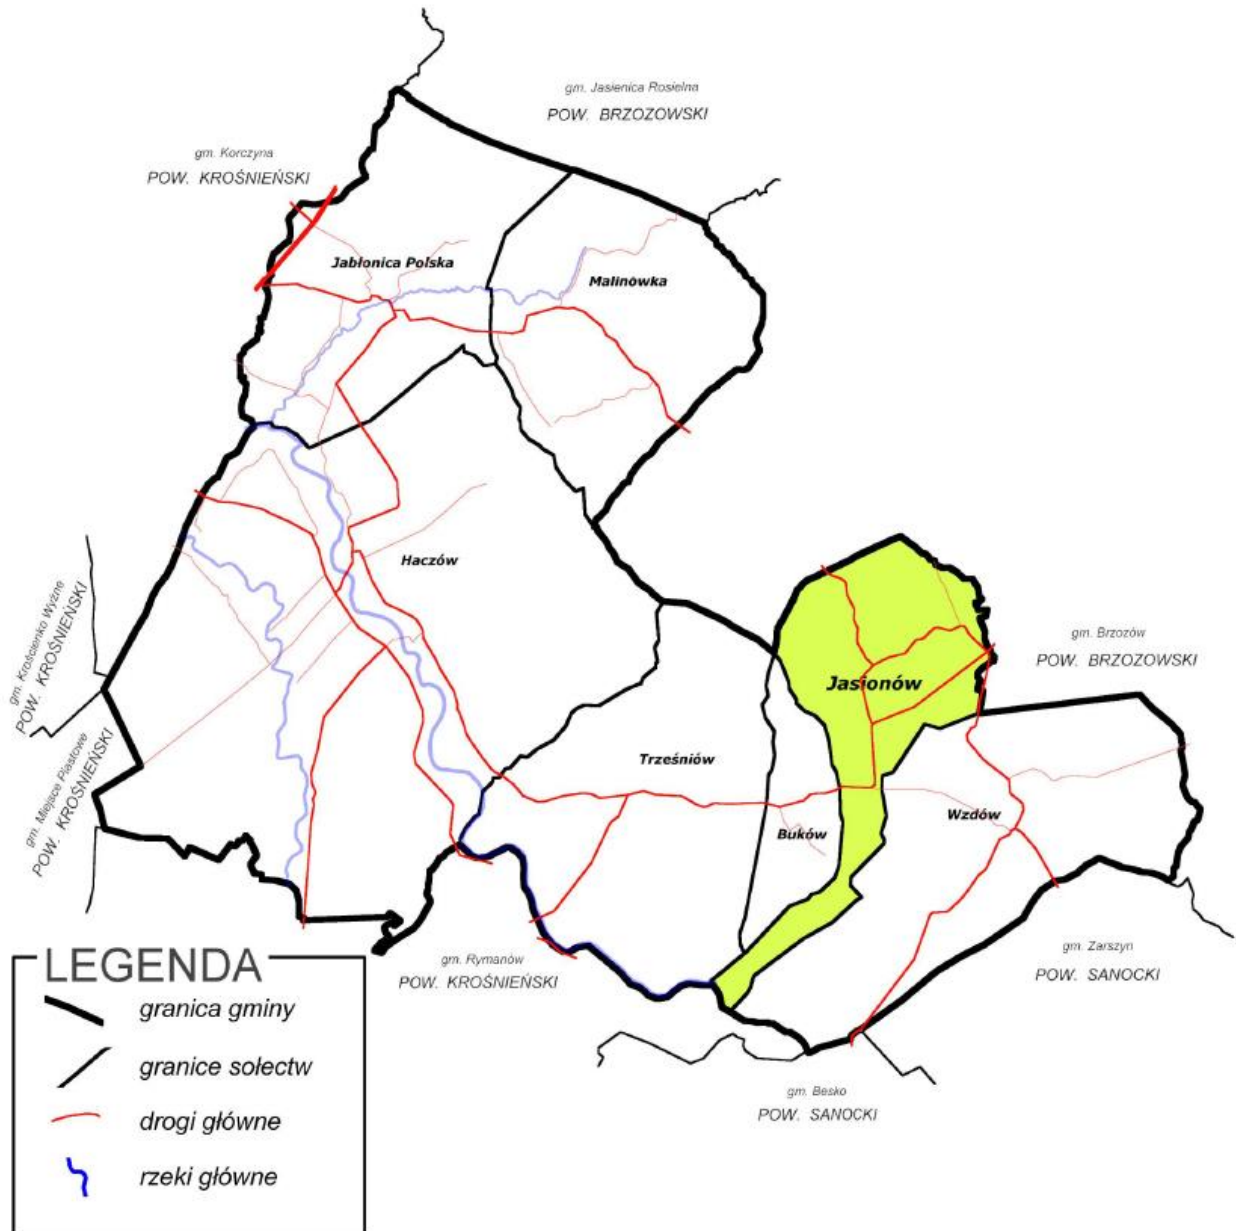 gm. Jasienica Rosielna
POW. BRZOZOWSKI
gm. Korczyna
POW. KROŚNIEŃSKI
Jabłonica Polska
Malinówka
Haczów
gm. Krościenko Wyżne
POW. KROŚNIEŃSKI
gm. Brzozów
POW. BRZOZOWSKI
Jasionów
gm. Miejsce Piastowe
POW. KROŚNIEŃSKI
Trześniów
Buków
Wzdów
gm. Rymanów
POW. KROŚNIEŃSKI
gm. Zarszyn
POW. SANOCKI
gm. Besko
POW. SANOCKI
LEGENDA
granica gminy
granice sołectw
drogi główne
rzeki główne